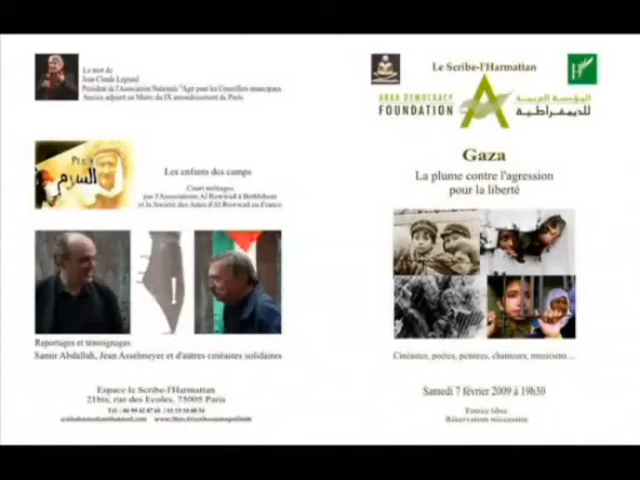 Le mot de
Jean-Claude Legrand
Président de l'Association Nationale "Agir pour les Conseillers municipaux
Ancien adjoint au Maire du IX arrondissement de Paris
السلام
Les enfants des camps
Court métrages
par l'Association Al Rowwad à Bethlehem
et la Société des Amis d'Al Rowwad en France
Reportages et témoignages
Samir Abdallah, Jean Asselmeyer et d'autres cinéastes solidaires
Espace le Scribe-l'Harmattan
21bis, rue des Ecoles, 75005 Paris
Le Scribe-l'Harmattan
ARAB DEMOCRACY
FOUNDATION
المؤسسة العربية
للديمقراطية
Gaza
La plume contre l'agression
pour la liberté
Cinéastes, poètes, peintres, chanteurs, musiciens...
Samedi 7 février 2009 à 19h30
Entrée libre
Réservation nécessaire